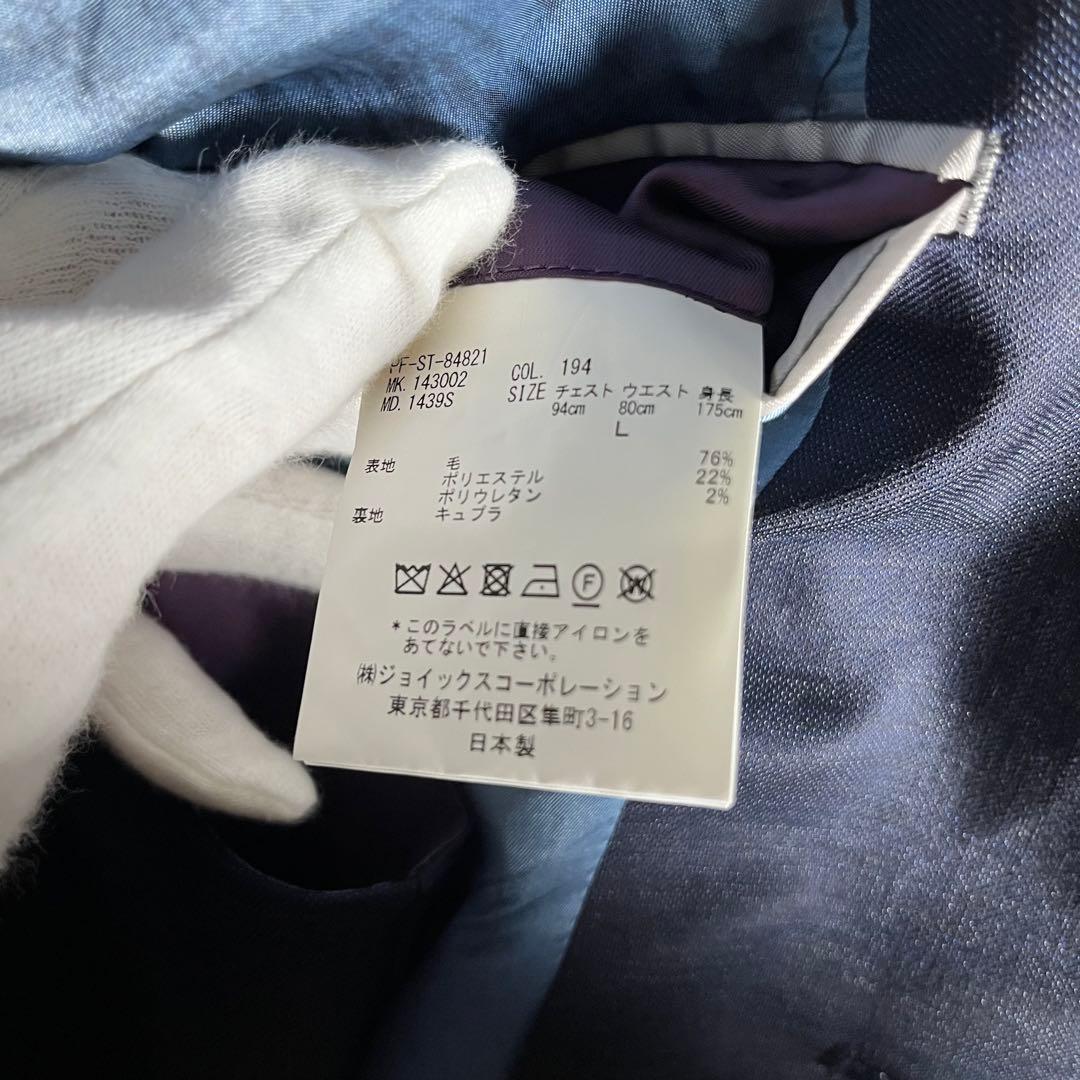 PF-ST-84821
MK. 143002
MD. 1439S
COL. 194
SIZE チェスト ウエスト 身長
94cm 80cm 175cm
L
表地 毛 76%
ポリエステル 22%
ポリウレタン 2%
裏地 キュプラ
F
W
*このラベルに直接アイロンを
あてないで下さい。
㈱ジョイックスコーポレーション
東京都千代田区隼町3-16
日本製